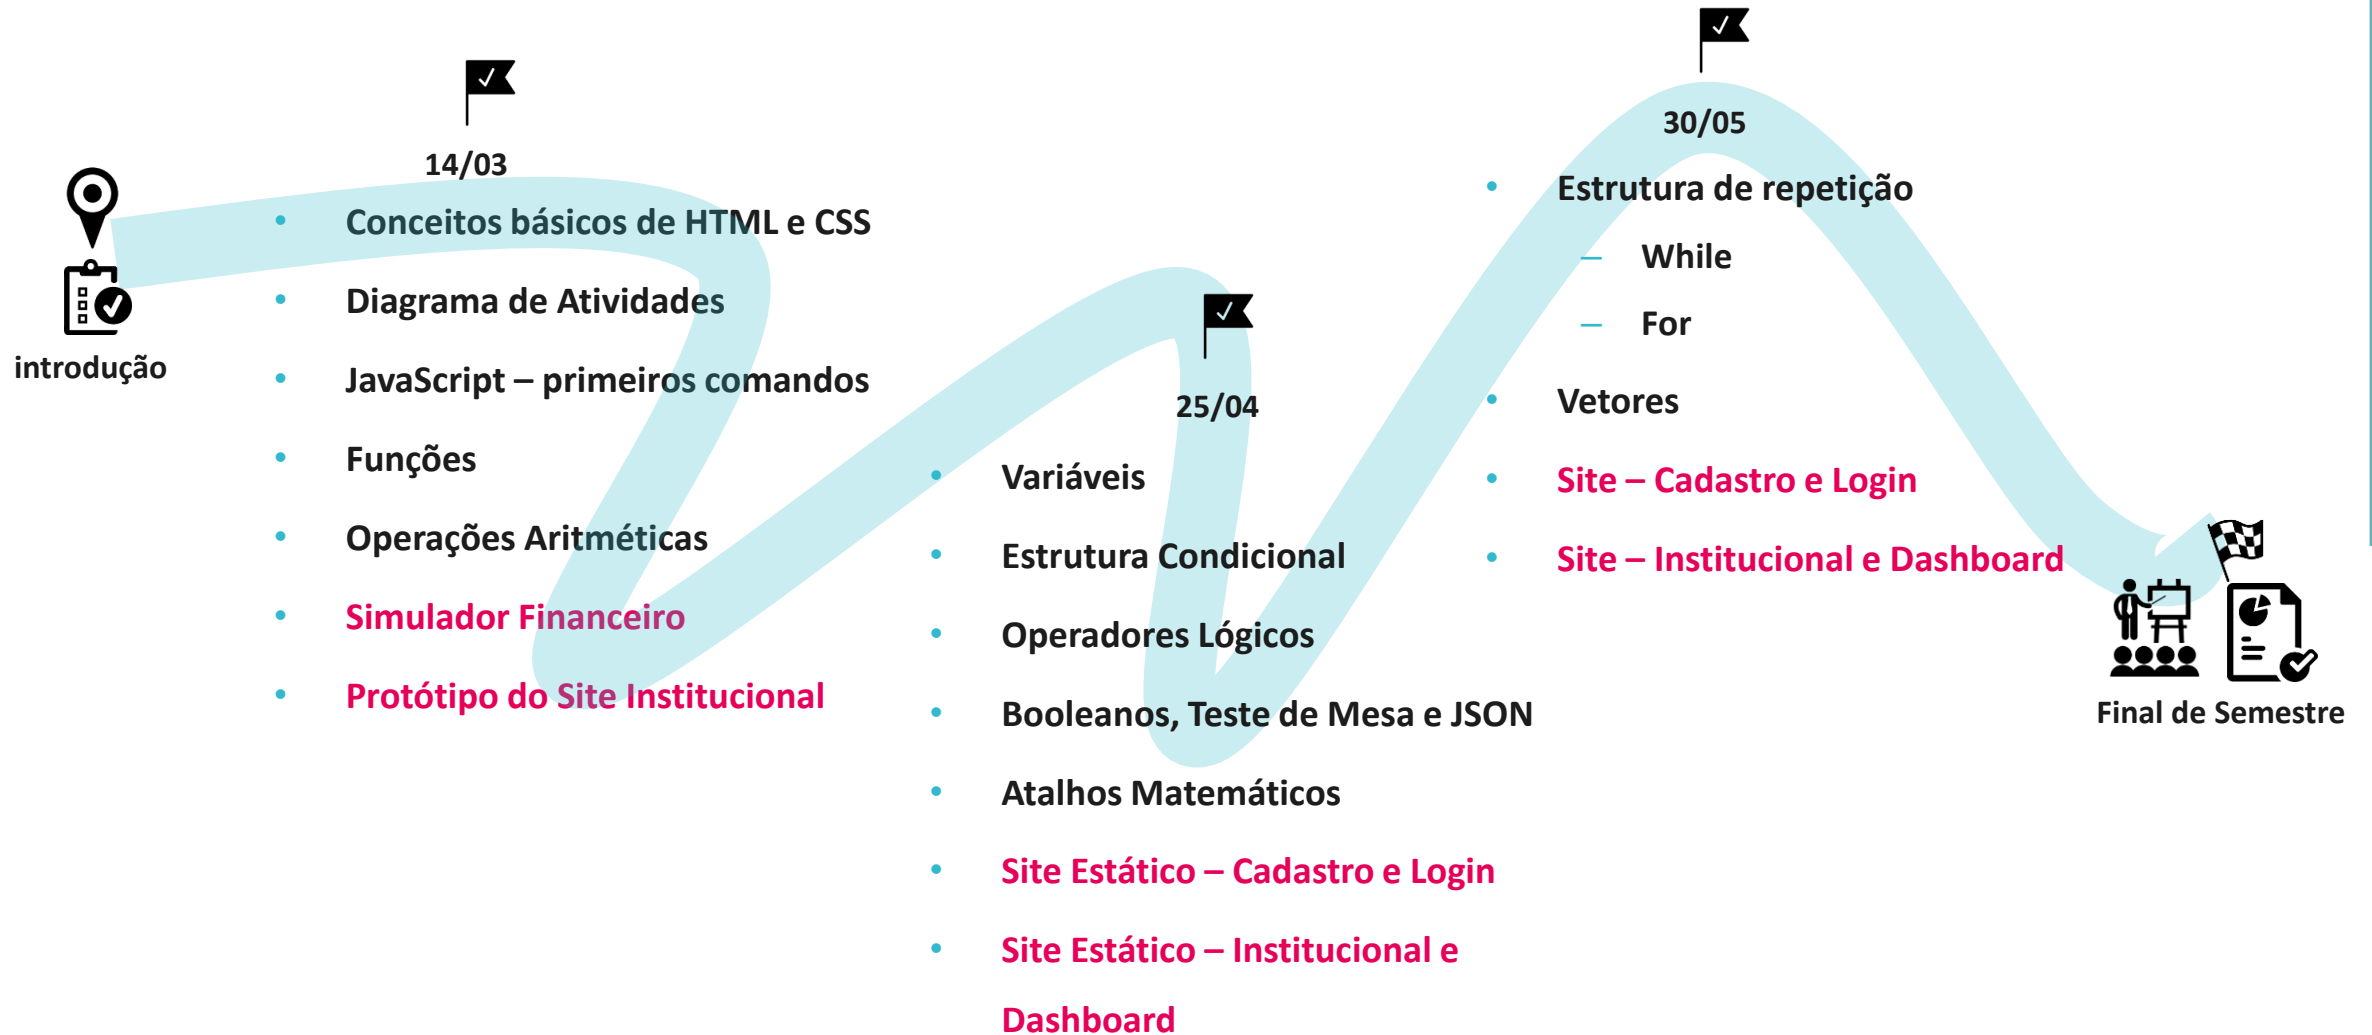 introdução
14/03
Conceitos básicos de HTML e CSS
Diagrama de Atividades
JavaScript – primeiros comandos
Funções
Operações Aritméticas
Simulador Financeiro
Protótipo do Site Institucional
25/04
Variáveis
Estrutura Condicional
Operadores Lógicos
Booleanos, Teste de Mesa e JSON
Atalhos Matemáticos
Site Estático – Cadastro e Login
Site Estático – Institucional e
Dashboard
30/05
Estrutura de repetição
– While
– For
Vetores
Site – Cadastro e Login
Site – Institucional e Dashboard
Final de Semestre